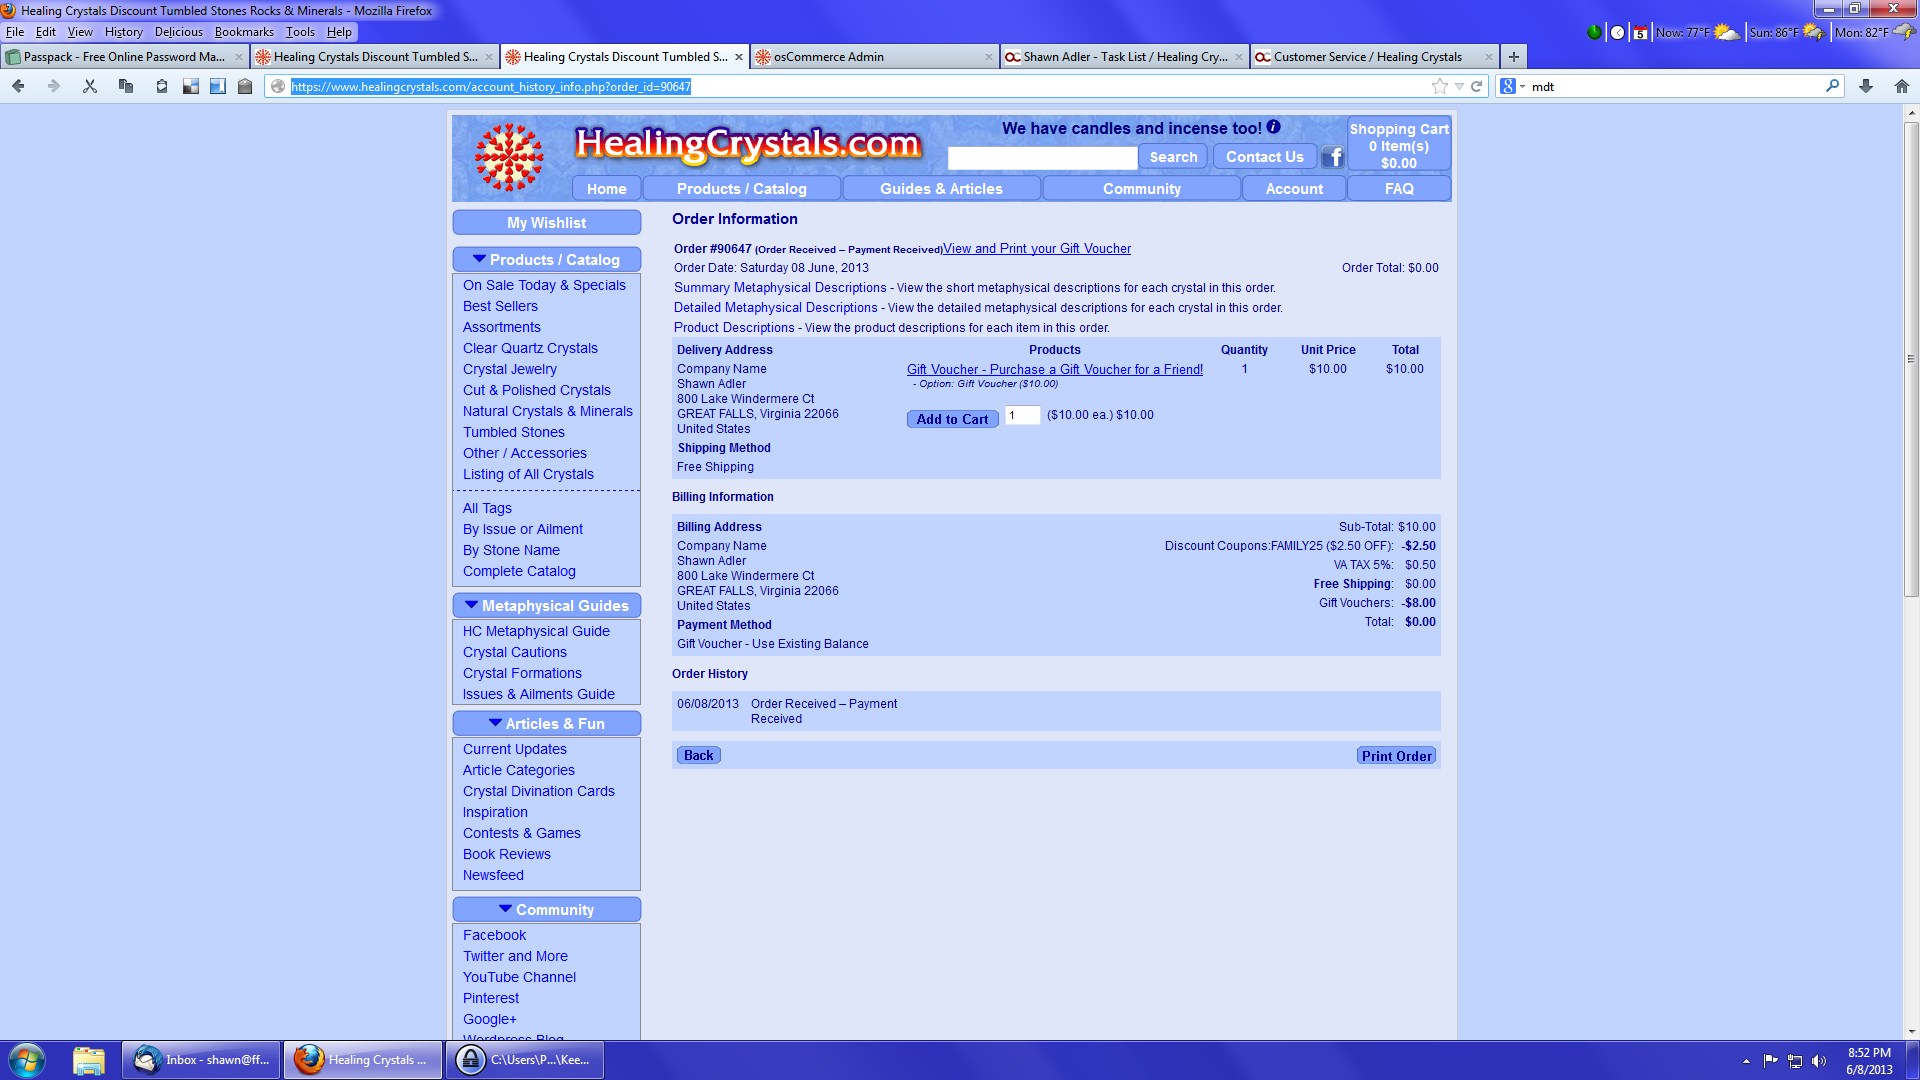 Healing Crystals Discount Tumbled Stones Rocks & Minerals - Mozilla Firefox
File Edit View History Bookmarks Delicious Tools Help
Now: 77°F Sun: 86°F Mon: 82°F
Passpack - Free Online Password Ma... Healing Crystals Discount Tumbled S... Healing Crystals Discount Tumbled S... osCommerce Admin Shawn Adler - Task List / Healing Cry... Customer Service / Healing Crystals
https://www.healingcrystals.com/account_history_info.php?order_id=90647
mdt
HealingCrystals.com
We have candles and incense too!
Search Contact Us
Shopping Cart
0 Item(s)
$0.00
Home Products / Catalog Guides & Articles Community Account FAQ
My Wishlist
Products / Catalog
On Sale Today & Specials
Best Sellers
Assortments
Clear Quartz Crystals
Crystal Jewelry
Cut & Polished Crystals
Natural Crystals & Minerals
Tumbled Stones
Other / Accessories
Listing of All Crystals
All Tags
By Issue or Ailment
By Stone Name
Complete Catalog
Metaphysical Guides
HC Metaphysical Guide
Crystal Cautions
Crystal Formations
Issues & Ailments Guide
Articles & Fun
Current Updates
Article Categories
Crystal Divination Cards
Inspiration
Contests & Games
Book Reviews
Newsfeed
Community
Facebook
Twitter and More
YouTube Channel
Pinterest
Google+
Wordpress Blog
Order Information
Order #90647 (Order Received – Payment Received)View and Print your Gift Voucher
Order Date: Saturday 08 June, 2013 Order Total: $0.00
Summary Metaphysical Descriptions - View the short metaphysical descriptions for each crystal in this order.
Detailed Metaphysical Descriptions - View the detailed metaphysical descriptions for each crystal in this order.
Product Descriptions - View the product descriptions for each item in this order.
Delivery Address
Company Name
Shawn Adler
800 Lake Windermere Ct
GREAT FALLS, Virginia 22066
United States
Shipping Method
Free Shipping
Products Quantity Unit Price Total
Gift Voucher - Purchase a Gift Voucher for a Friend! 1 $10.00 $10.00
- Option: Gift Voucher ($10.00)
Add to Cart 1 ($10.00 ea.) $10.00
Billing Information
Billing Address
Company Name
Shawn Adler
800 Lake Windermere Ct
GREAT FALLS, Virginia 22066
United States
Payment Method
Gift Voucher - Use Existing Balance
Sub-Total: $10.00
Discount Coupons:FAMILY25 ($2.50 OFF): -$2.50
VA TAX 5%: $0.50
Free Shipping: $0.00
Gift Vouchers: -$8.00
Total: $0.00
Order History
06/08/2013 Order Received – Payment
Received
Back Print Order
Inbox - shawn@ff... Healing Crystals ... C:\Users\P...\Kee...
8:52 PM
6/8/2013